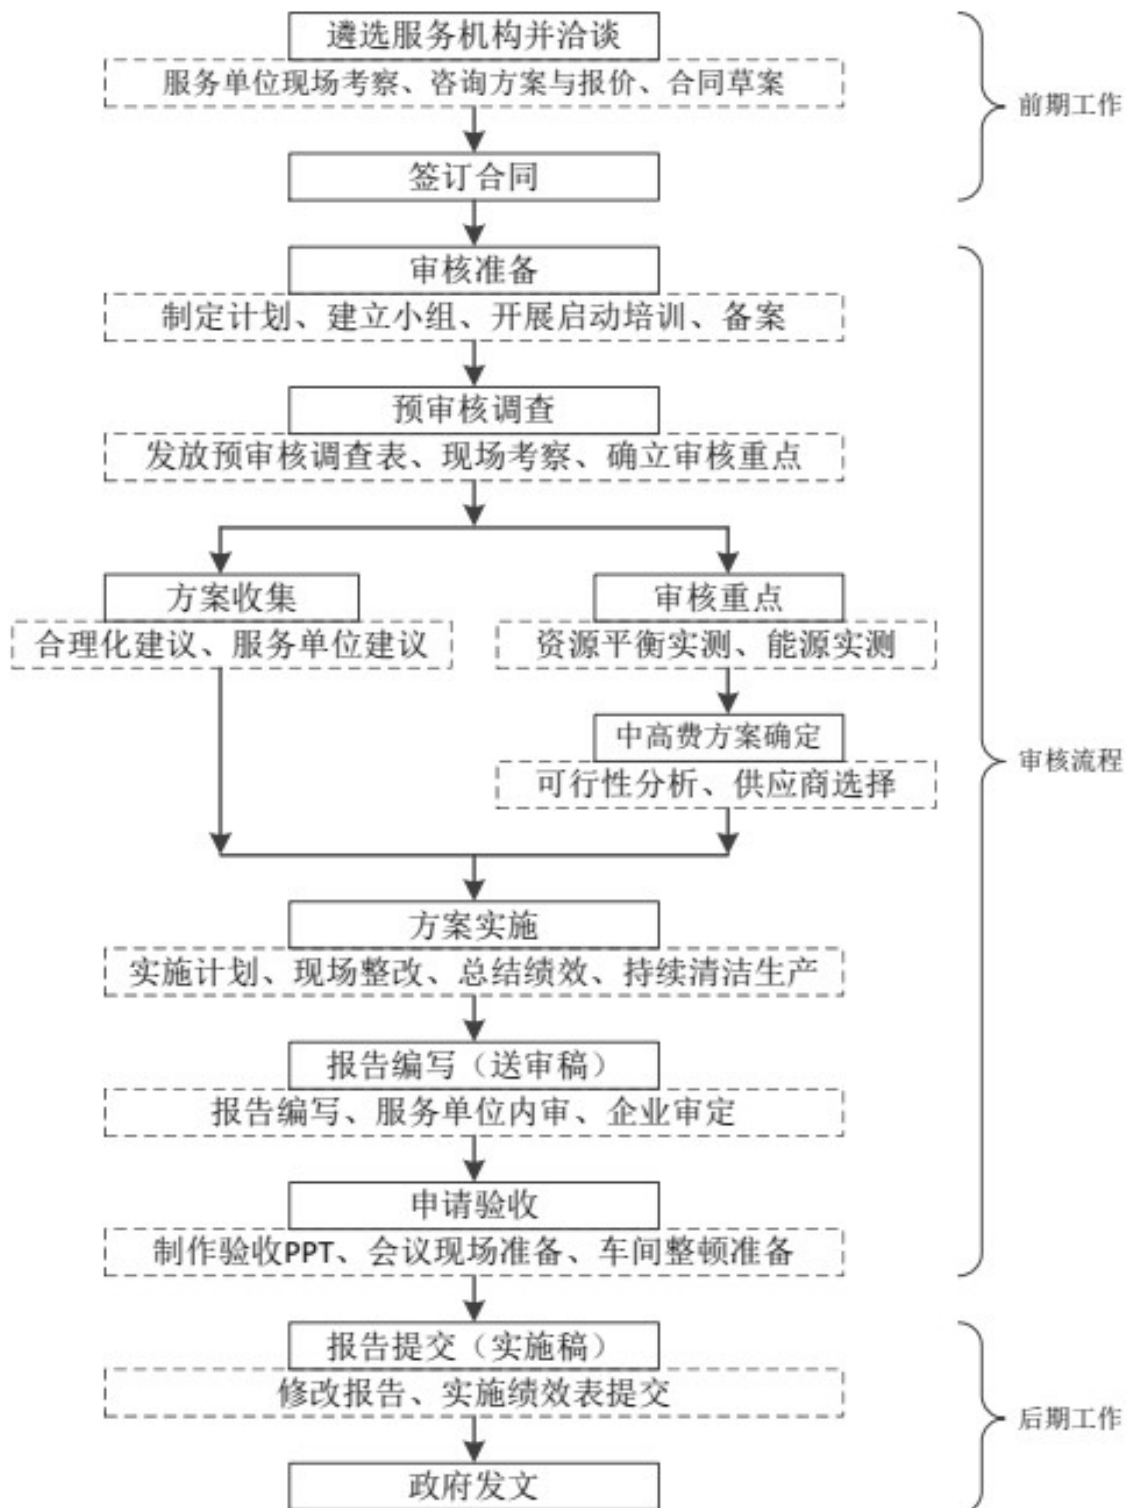 遴选服务机构并洽谈
服务单位现场考察、咨询方案与报价、合同草案
前期工作
签订合同
审核准备
制定计划、建立小组、开展启动培训、备案
预审核调查
发放预审核调查表、现场考察、确立审核重点
方案收集
审核重点
合理化建议、服务单位建议
资源平衡实测、能源实测
中高费方案确定
审核流程
可行性分析、供应商选择
方案实施
实施计划、现场整改、总结绩效、持续清洁生产
报告编写（送审稿）
报告编写、服务单位内审、企业审定
申请验收
制作验收PPT、会议现场准备、车间整顿准备
报告提交（实施稿）
修改报告、实施绩效表提交
后期工作
政府发文